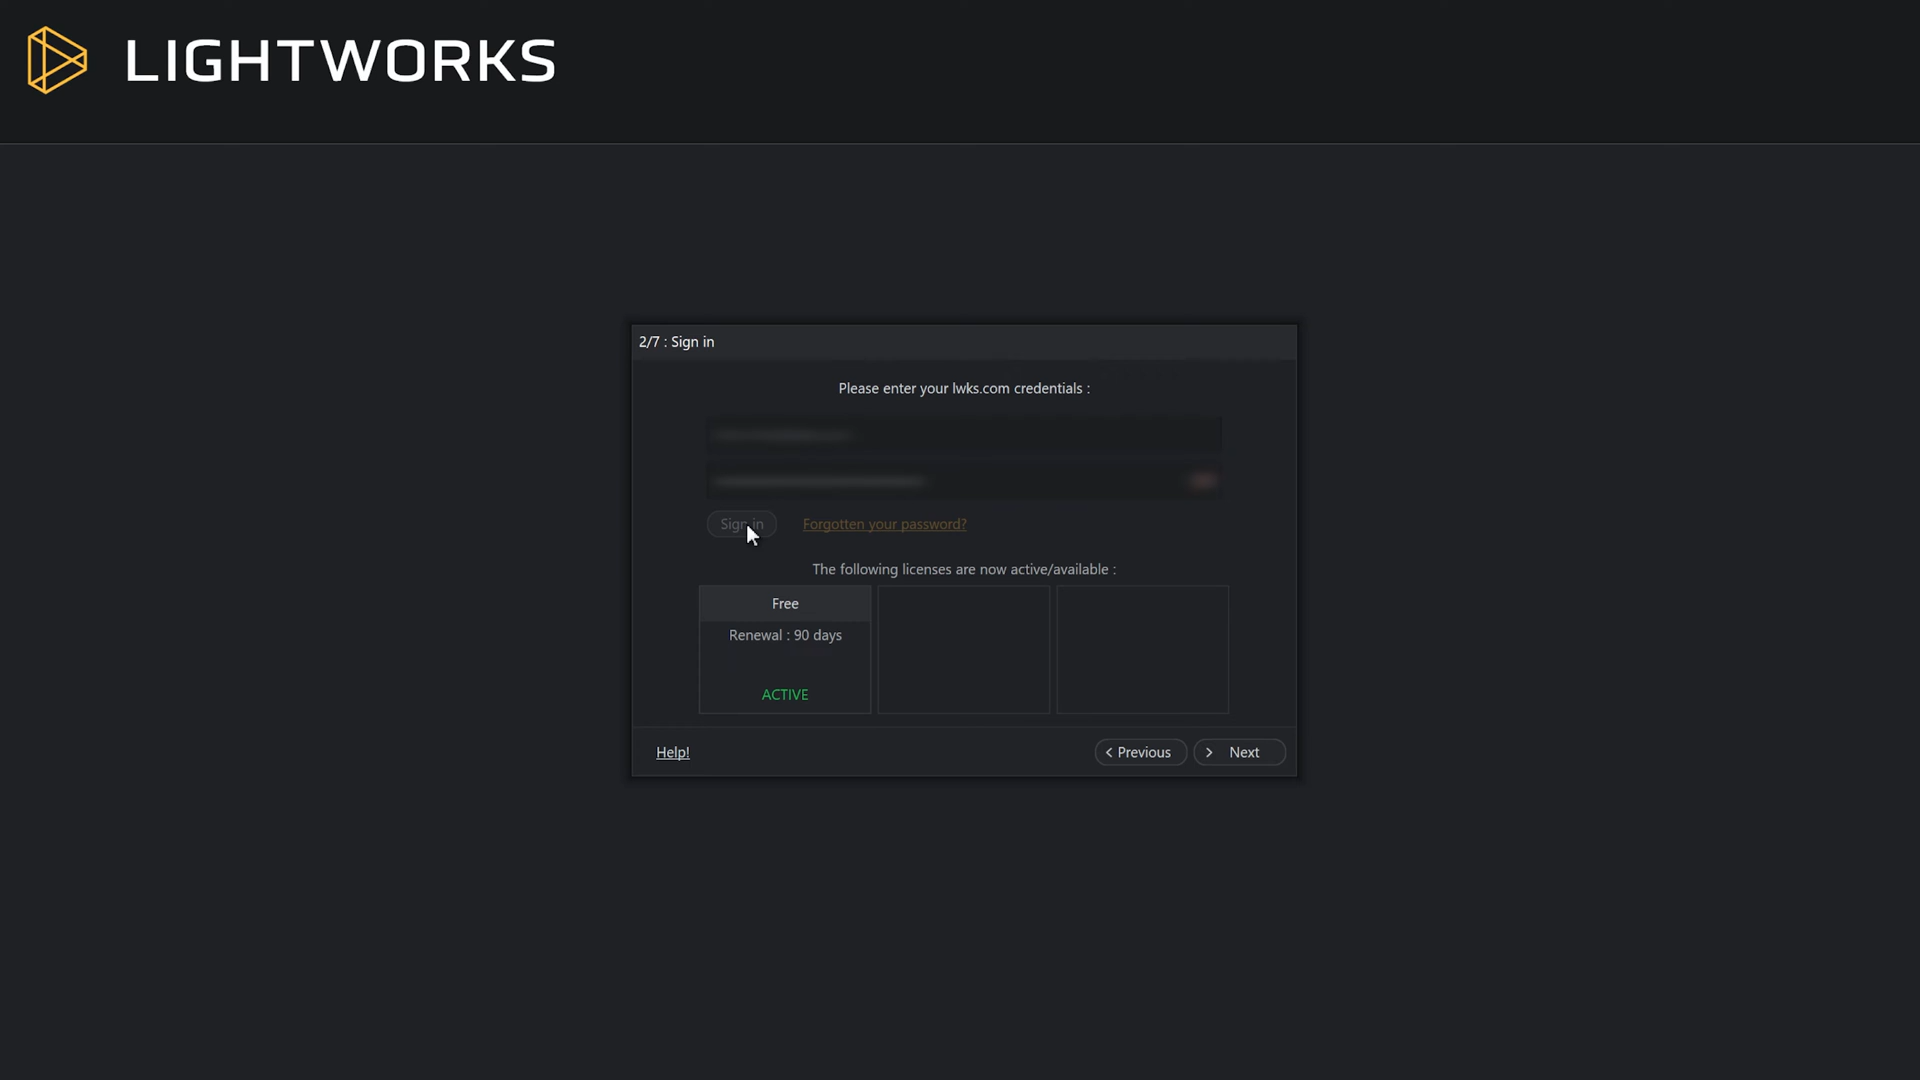 LIGHTWORKS
2/7 : Sign in
Please enter your lwks.com credentials :
Sign in
Forgotten your password?
The following licenses are now active/available :
Free
Renewal : 90 days
ACTIVE
Help!
< Previous
> Next